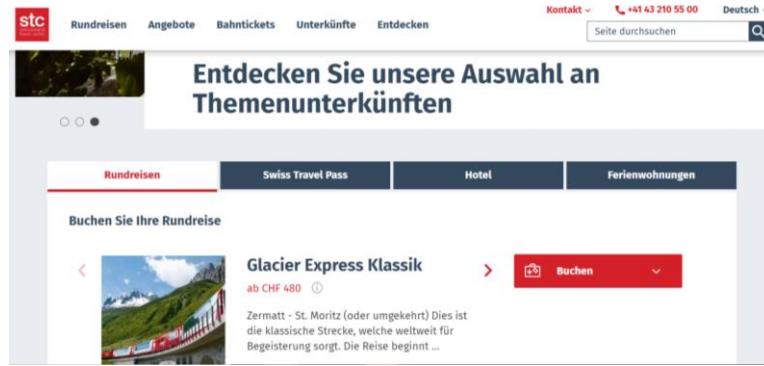 Kontakt +41 43 210 55 00 Deutsch
stc
Rundreisen Angebote Bahntickets Unterkünfte Entdecken
Seite durchsuchen
Entdecken Sie unsere Auswahl an
Themenunterkünften
Rundreisen Swiss Travel Pass Hotel Ferienwohnungen
Buchen Sie Ihre Rundreise
Glacier Express Klassik
ab CHF 480
Buchen
Zermatt - St. Moritz (oder umgekehrt) Dies ist
die klassische Strecke, welche weltweit für
Begeisterung sorgt. Die Reise beginnt ...